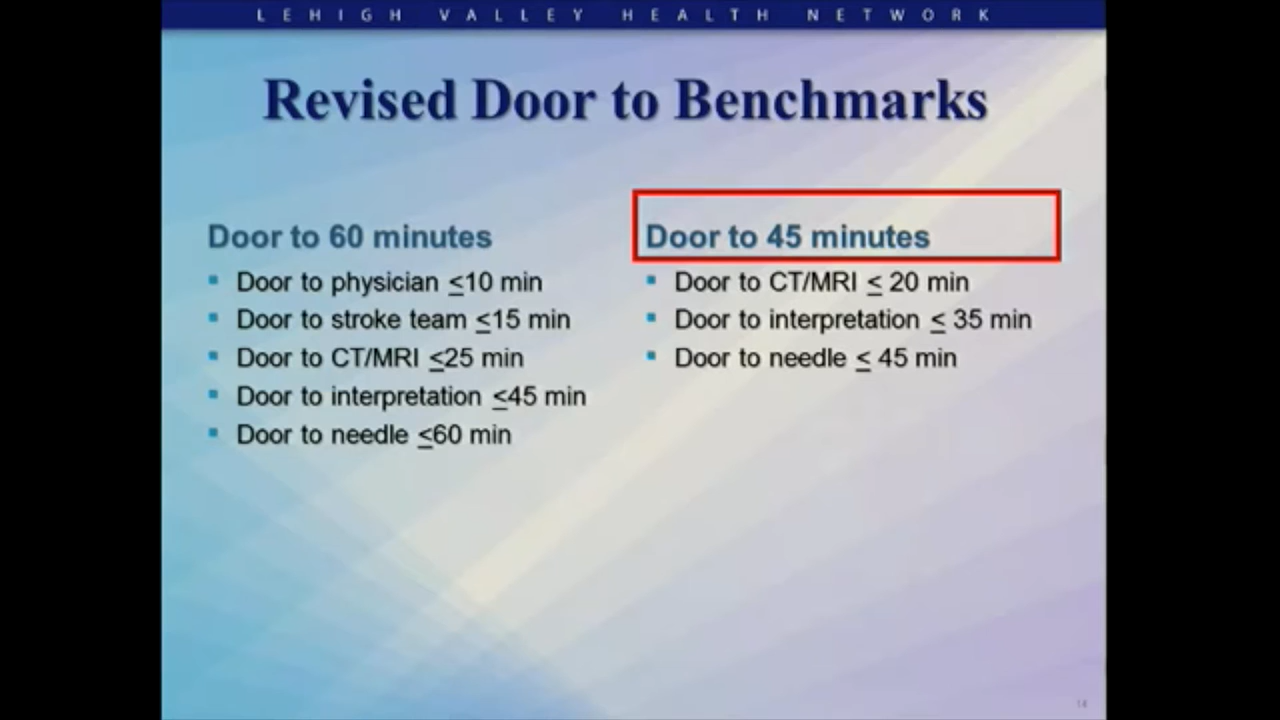 LEHIGH VALLEY HEALTH NETWORK
Revised Door to Benchmarks
Door to 60 minutes
▪ Door to physician ≤10 min
▪ Door to stroke team ≤15 min
▪ Door to CT/MRI ≤25 min
▪ Door to interpretation ≤45 min
▪ Door to needle ≤60 min
Door to 45 minutes
▪ Door to CT/MRI ≤ 20 min
▪ Door to interpretation ≤ 35 min
▪ Door to needle ≤ 45 min
14